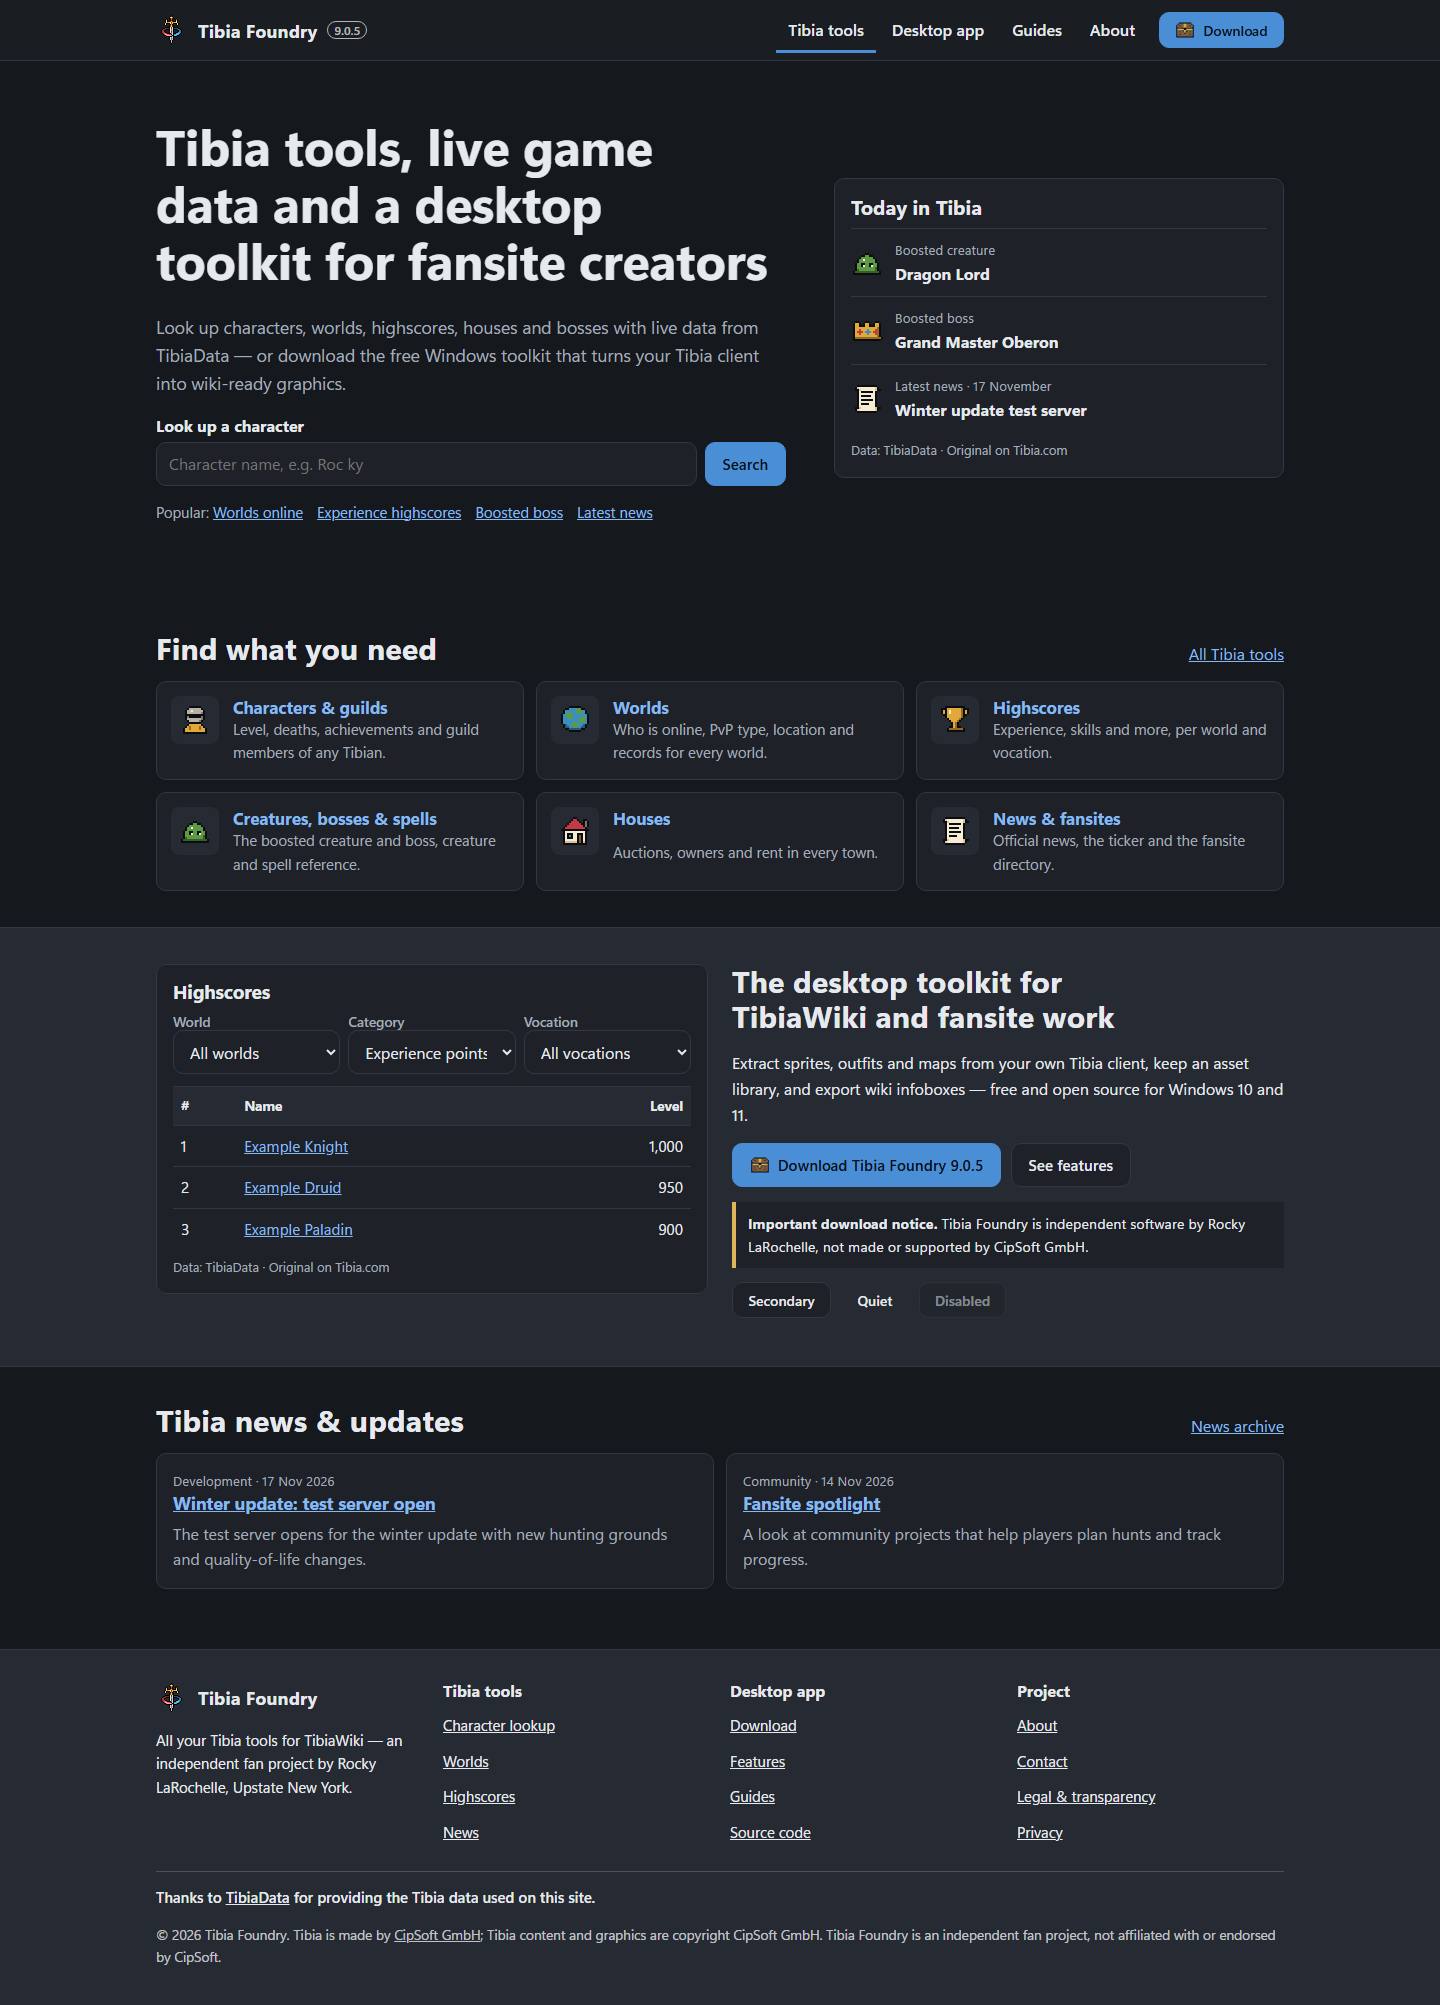 Tibia Foundry 9.0.5
Tibia tools
Desktop app
Guides
About
Download
Tibia tools, live game
data and a desktop
toolkit for fansite creators
Look up characters, worlds, highscores, houses and bosses with live data from
TibiaData — or download the free Windows toolkit that turns your Tibia client
into wiki-ready graphics.
Look up a character
Character name, e.g. Roc ky
Search
Popular: Worlds online Experience highscores Boosted boss Latest news
Today in Tibia
Boosted creature
Dragon Lord
Boosted boss
Grand Master Oberon
Latest news · 17 November
Winter update test server
Data: TibiaData · Original on Tibia.com
Find what you need
All Tibia tools
Characters & guilds
Level, deaths, achievements and guild
members of any Tibian.
Worlds
Who is online, PvP type, location and
records for every world.
Highscores
Experience, skills and more, per world and
vocation.
Creatures, bosses & spells
The boosted creature and boss, creature
and spell reference.
Houses
Auctions, owners and rent in every town.
News & fansites
Official news, the ticker and the fansite
directory.
Highscores
World
Category
Vocation
All worlds
Experience points
All vocations
# Name Level
1 Example Knight 1,000
2 Example Druid 950
3 Example Paladin 900
Data: TibiaData · Original on Tibia.com
The desktop toolkit for
TibiaWiki and fansite work
Extract sprites, outfits and maps from your own Tibia client, keep an asset
library, and export wiki infoboxes — free and open source for Windows 10 and
11.
Download Tibia Foundry 9.0.5
See features
Important download notice. Tibia Foundry is independent software by Rocky
LaRochelle, not made or supported by CipSoft GmbH.
Secondary
Quiet
Disabled
Tibia news & updates
News archive
Development · 17 Nov 2026
Winter update: test server open
The test server opens for the winter update with new hunting grounds
and quality-of-life changes.
Community · 14 Nov 2026
Fansite spotlight
A look at community projects that help players plan hunts and track
progress.
Tibia Foundry
All your Tibia tools for TibiaWiki — an
independent fan project by Rocky
LaRochelle, Upstate New York.
Tibia tools
Character lookup
Worlds
Highscores
News
Desktop app
Download
Features
Guides
Source code
Project
About
Contact
Legal & transparency
Privacy
Thanks to TibiaData for providing the Tibia data used on this site.
© 2026 Tibia Foundry. Tibia is made by CipSoft GmbH; Tibia content and graphics are copyright CipSoft GmbH. Tibia Foundry is an independent fan project, not affiliated with or endorsed
by CipSoft.